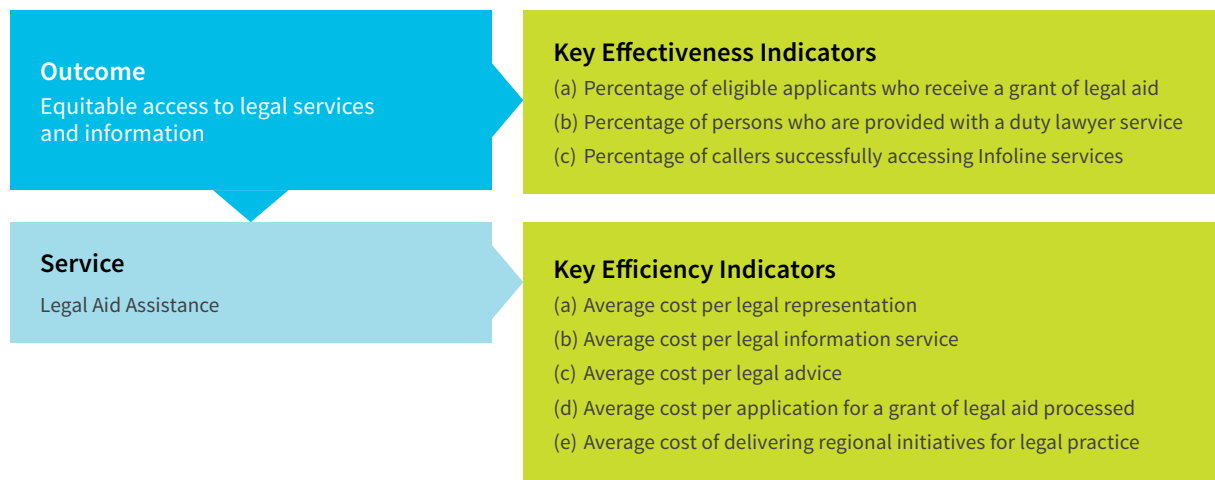 Outcome
Equitable access to legal services
and information
Key Effectiveness Indicators
(a) Percentage of eligible applicants who receive a grant of legal aid
(b) Percentage of persons who are provided with a duty lawyer service
(c) Percentage of callers successfully accessing Infoline services
Service
Legal Aid Assistance
Key Efficiency Indicators
(a) Average cost per legal representation
(b) Average cost per legal information service
(c) Average cost per legal advice
(d) Average cost per application for a grant of legal aid processed
(e) Average cost of delivering regional initiatives for legal practice